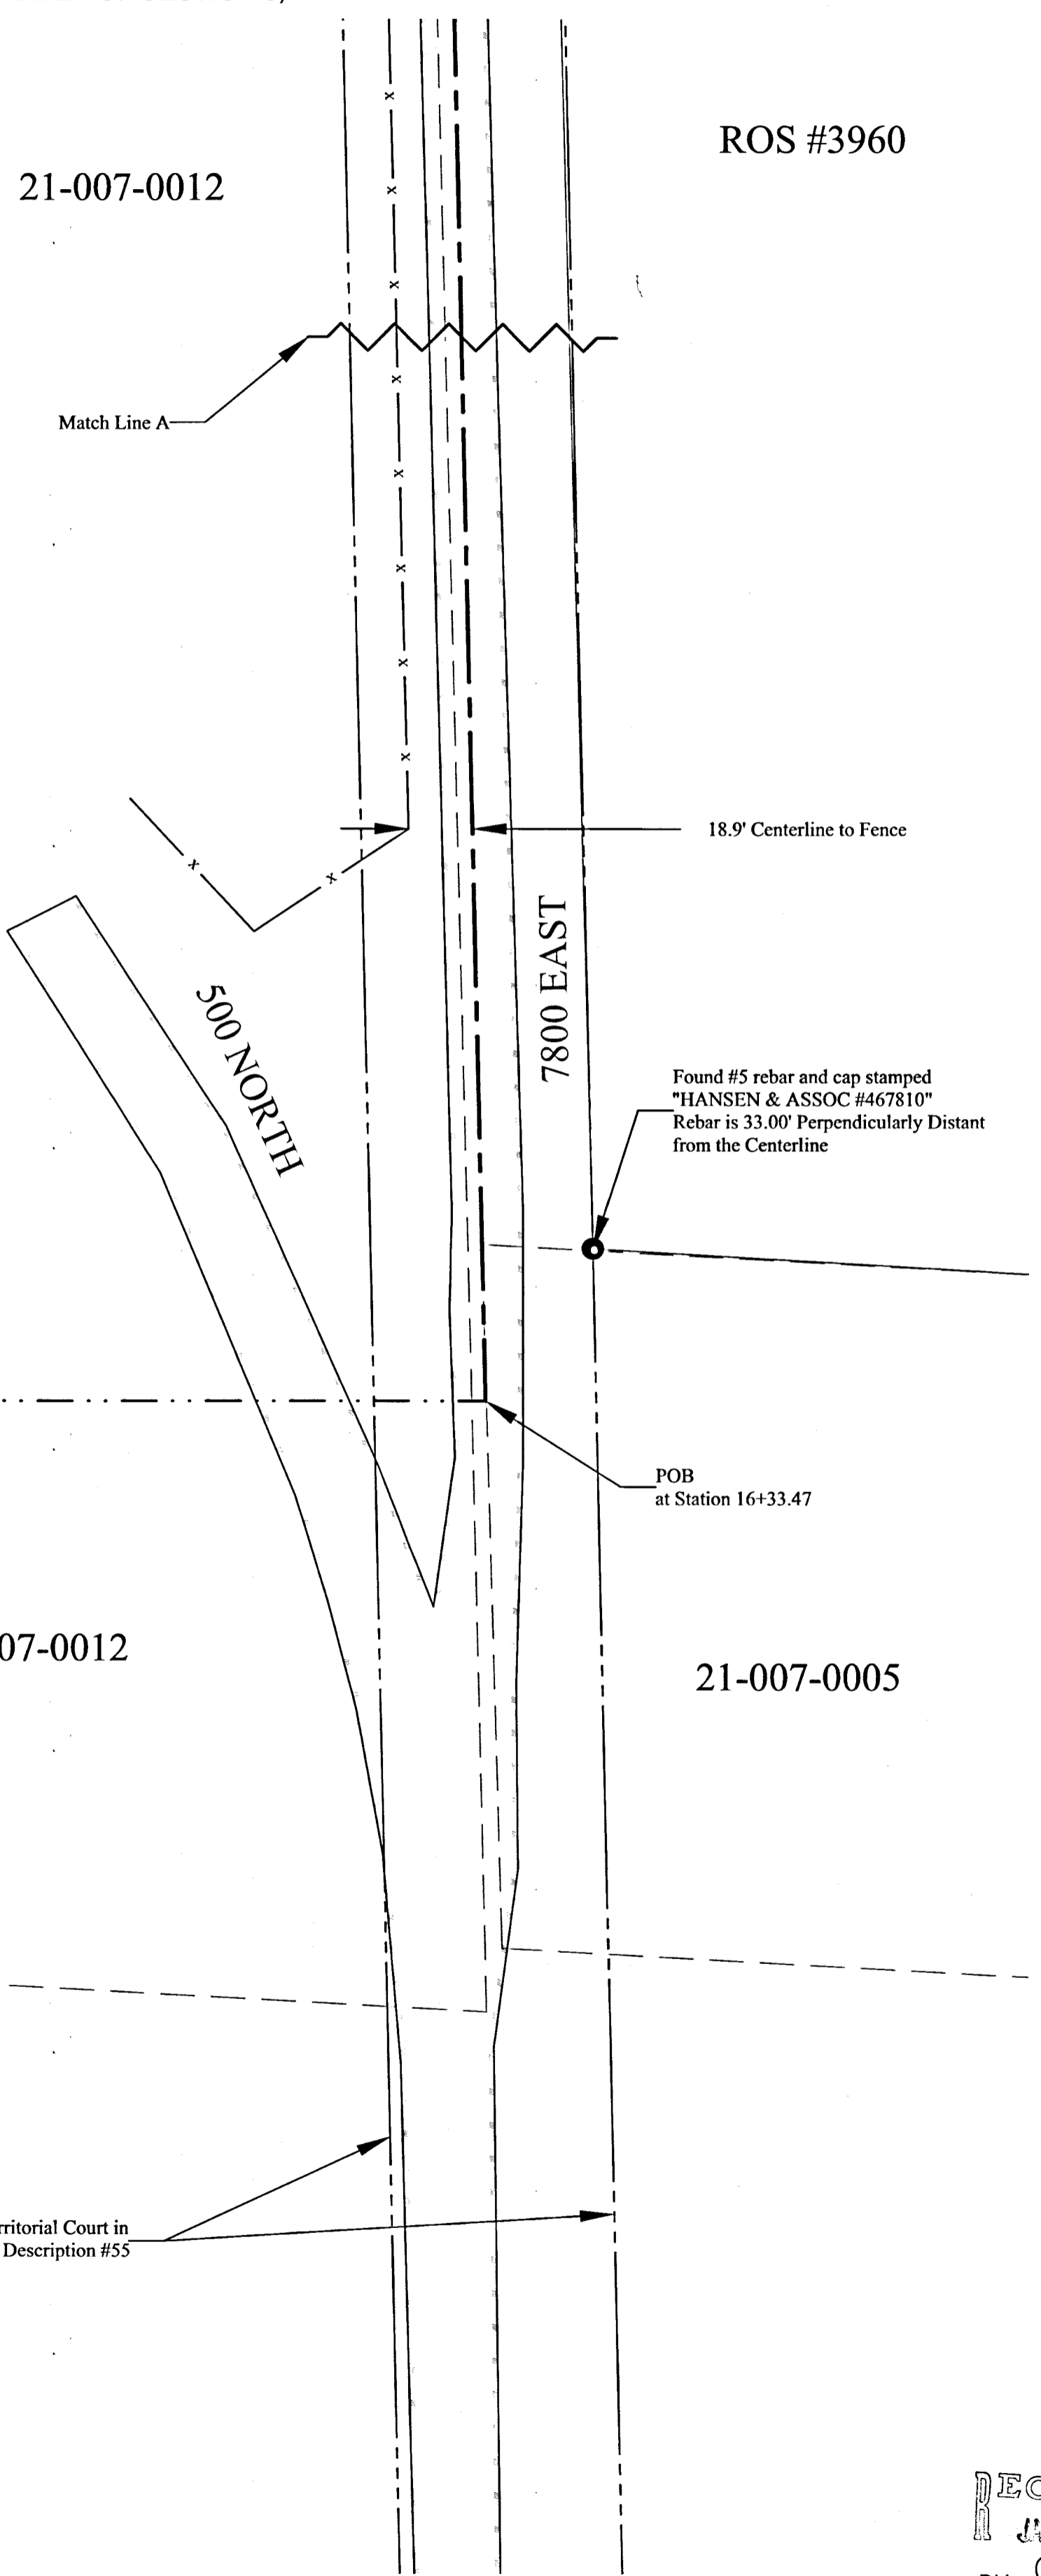 ROS #3960
21-007-0012
Match Line A
18.9' Centerline to Fence
7800 EAST
500 NORTH
Found #5 rebar and cap stamped
"HANSEN & ASSOC #467810"
Rebar is 33.00' Perpendicularly Distant
from the Centerline
POB
at Station 16+33.47
07-0012
21-007-0005
rritorial Court in
Description #55
REC